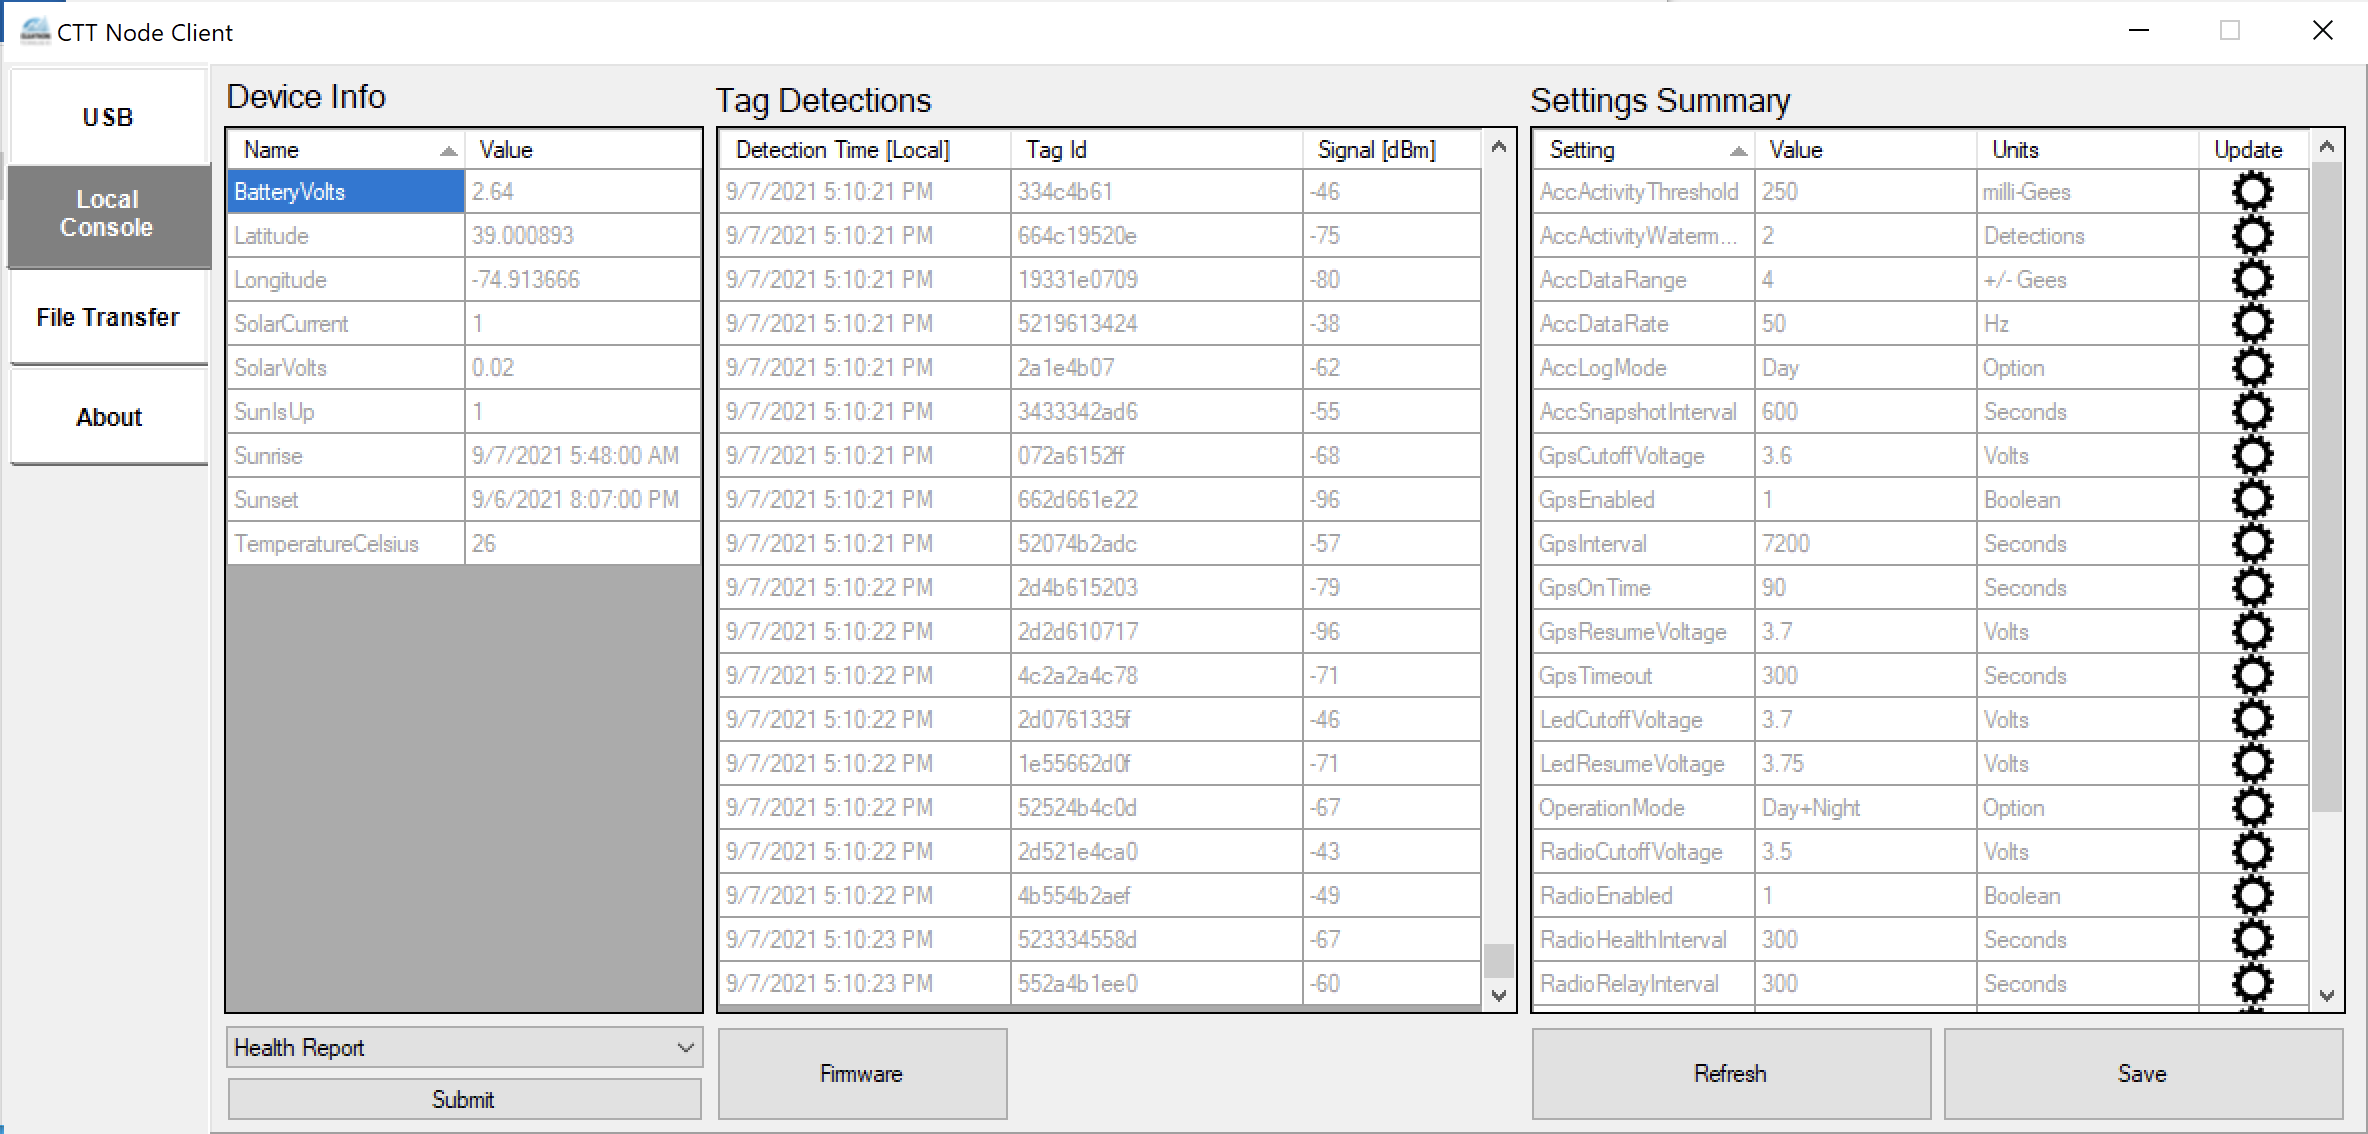 CTT Node Client
USB
Local
Console
File Transfer
About
Device Info
Name Value
BatteryVolts 2.64
Latitude 39.000893
Longitude -74.913666
SolarCurrent 1
SolarVolts 0.02
SunIsUp 1
Sunrise 9/7/2021 5:48:00 AM
Sunset 9/6/2021 8:07:00 PM
TemperatureCelsius 26
Health Report
Submit
Tag Detections
Detection Time [Local] Tag Id Signal [dBm]
9/7/2021 5:10:21 PM 334c4b61 -46
9/7/2021 5:10:21 PM 664c19520e -75
9/7/2021 5:10:21 PM 19331e0709 -80
9/7/2021 5:10:21 PM 5219613424 -38
9/7/2021 5:10:21 PM 2a1e4b07 -62
9/7/2021 5:10:21 PM 3433342ad6 -55
9/7/2021 5:10:21 PM 072a6152ff -68
9/7/2021 5:10:21 PM 662d661e22 -96
9/7/2021 5:10:21 PM 52074b2adc -57
9/7/2021 5:10:22 PM 2d4b615203 -79
9/7/2021 5:10:22 PM 2d2d610717 -96
9/7/2021 5:10:22 PM 4c2a2a4c78 -71
9/7/2021 5:10:22 PM 2d0761335f -46
9/7/2021 5:10:22 PM 1e55662d0f -71
9/7/2021 5:10:22 PM 52524b4c0d -67
9/7/2021 5:10:22 PM 2d521e4ca0 -43
9/7/2021 5:10:22 PM 4b554b2aef -49
9/7/2021 5:10:23 PM 523334558d -67
9/7/2021 5:10:23 PM 552a4b1ee0 -60
Firmware
Settings Summary
Setting Value Units Update
AccActivityThreshold 250 milli-Gees
AccActivityWaterm... 2 Detections
AccDataRange 4 +/- Gees
AccDataRate 50 Hz
AccLogMode Day Option
AccSnapshotInterval 600 Seconds
GpsCutoffVoltage 3.6 Volts
GpsEnabled 1 Boolean
GpsInterval 7200 Seconds
GpsOnTime 90 Seconds
GpsResumeVoltage 3.7 Volts
GpsTimeout 300 Seconds
LedCutoffVoltage 3.7 Volts
LedResumeVoltage 3.75 Volts
OperationMode Day+Night Option
RadioCutoffVoltage 3.5 Volts
RadioEnabled 1 Boolean
RadioHealthInterval 300 Seconds
RadioRelayInterval 300 Seconds
Refresh
Save